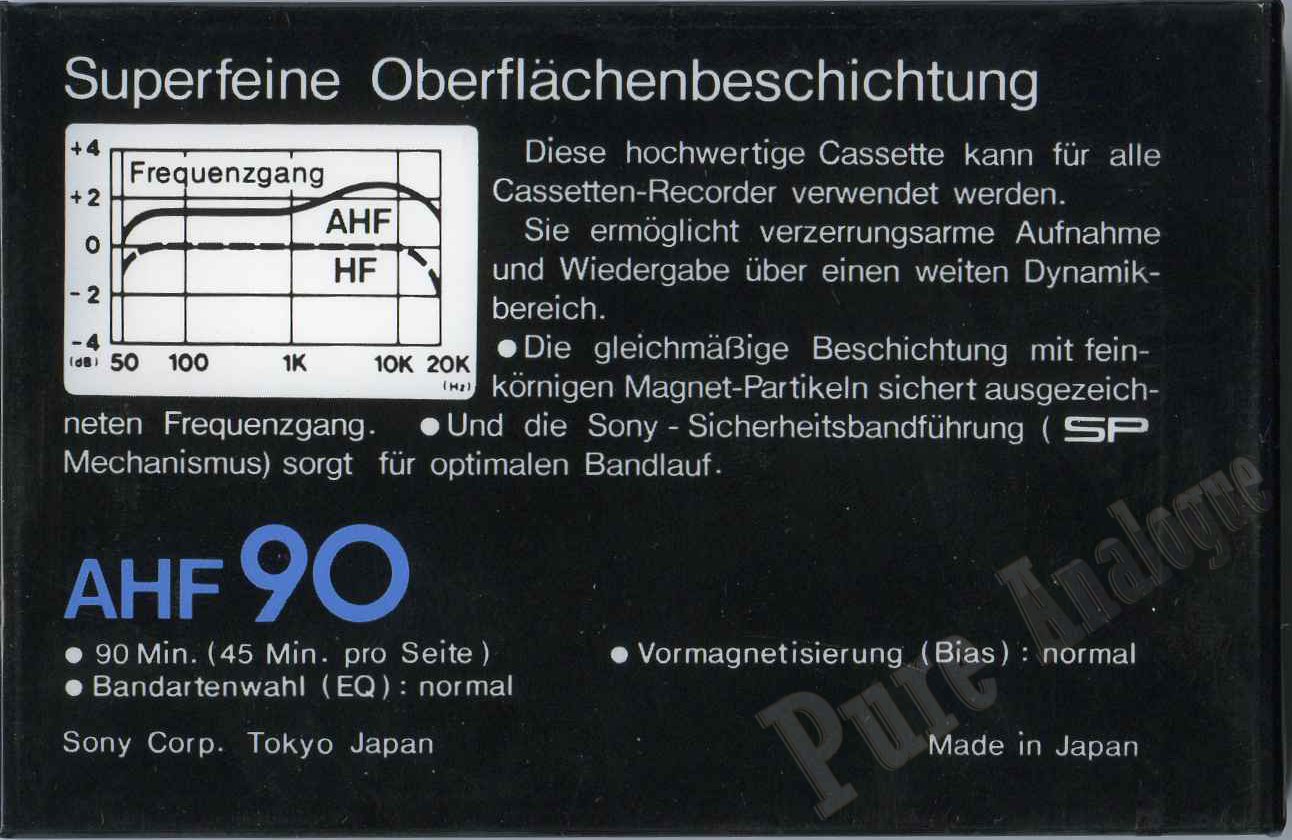 Superfeine Oberflächenbeschichtung
+4
Frequenzgang
+2
AHF
0
HF
-2
-4
(dB) 50 100 1K 10K 20K
(Hz)
Diese hochwertige Cassette kann für alle
Cassetten-Recorder verwendet werden.
Sie ermöglicht verzerrungsarme Aufnahme
und Wiedergabe über einen weiten Dynamik-
bereich.
● Die gleichmäßige Beschichtung mit fein-
körnigen Magnet-Partikeln sichert ausgezeich-
neten Frequenzgang. ● Und die Sony - Sicherheitsbandführung ( SP
Mechanismus) sorgt für optimalen Bandlauf.
AHF 90
● 90 Min. (45 Min. pro Seite )
● Vormagnetisierung (Bias) : normal
● Bandartenwahl (EQ) : normal
Sony Corp. Tokyo Japan
Made in Japan
Pure Analogue